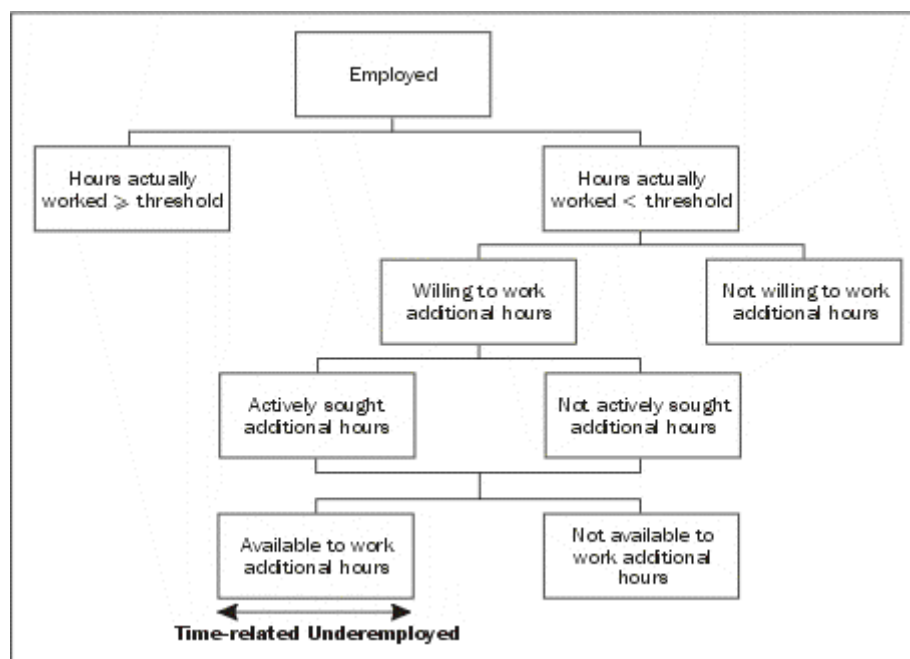 Employed
Hours actually
worked ⩾ threshold
Hours actually
worked < threshold
Willing to work
additional hours
Not willing to work
additional hours
Actively sought
additional hours
Not actively sought
additional hours
Available to work
additional hours
Not available to
work additional
hours
Time-related Underemployed